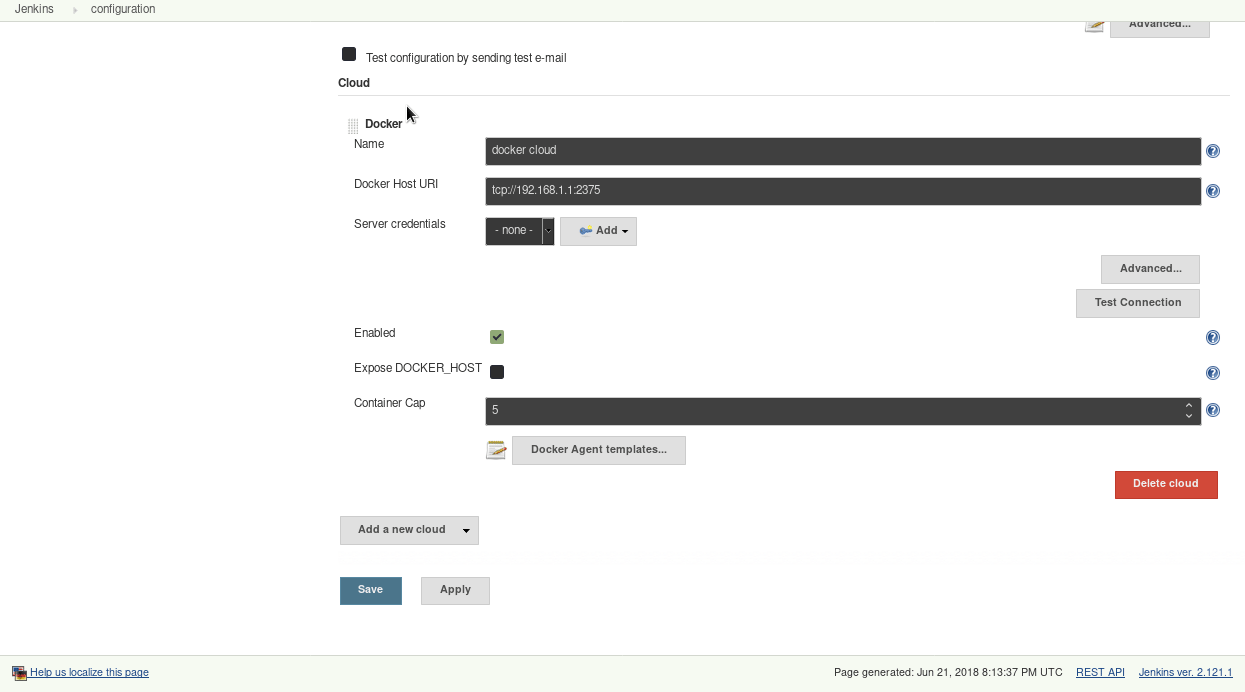 Jenkins configuration
Advanced...
Test configuration by sending test e-mail
Cloud
Docker
Name docker cloud
Docker Host URI tcp://192.168.1.1:2375
Server credentials - none - Add
Advanced...
Test Connection
Enabled
Expose DOCKER_HOST
Container Cap 5
Docker Agent templates...
Delete cloud
Add a new cloud
Save Apply
Help us localize this page Page generated: Jun 21, 2018 8:13:37 PM UTC REST API Jenkins ver. 2.121.1